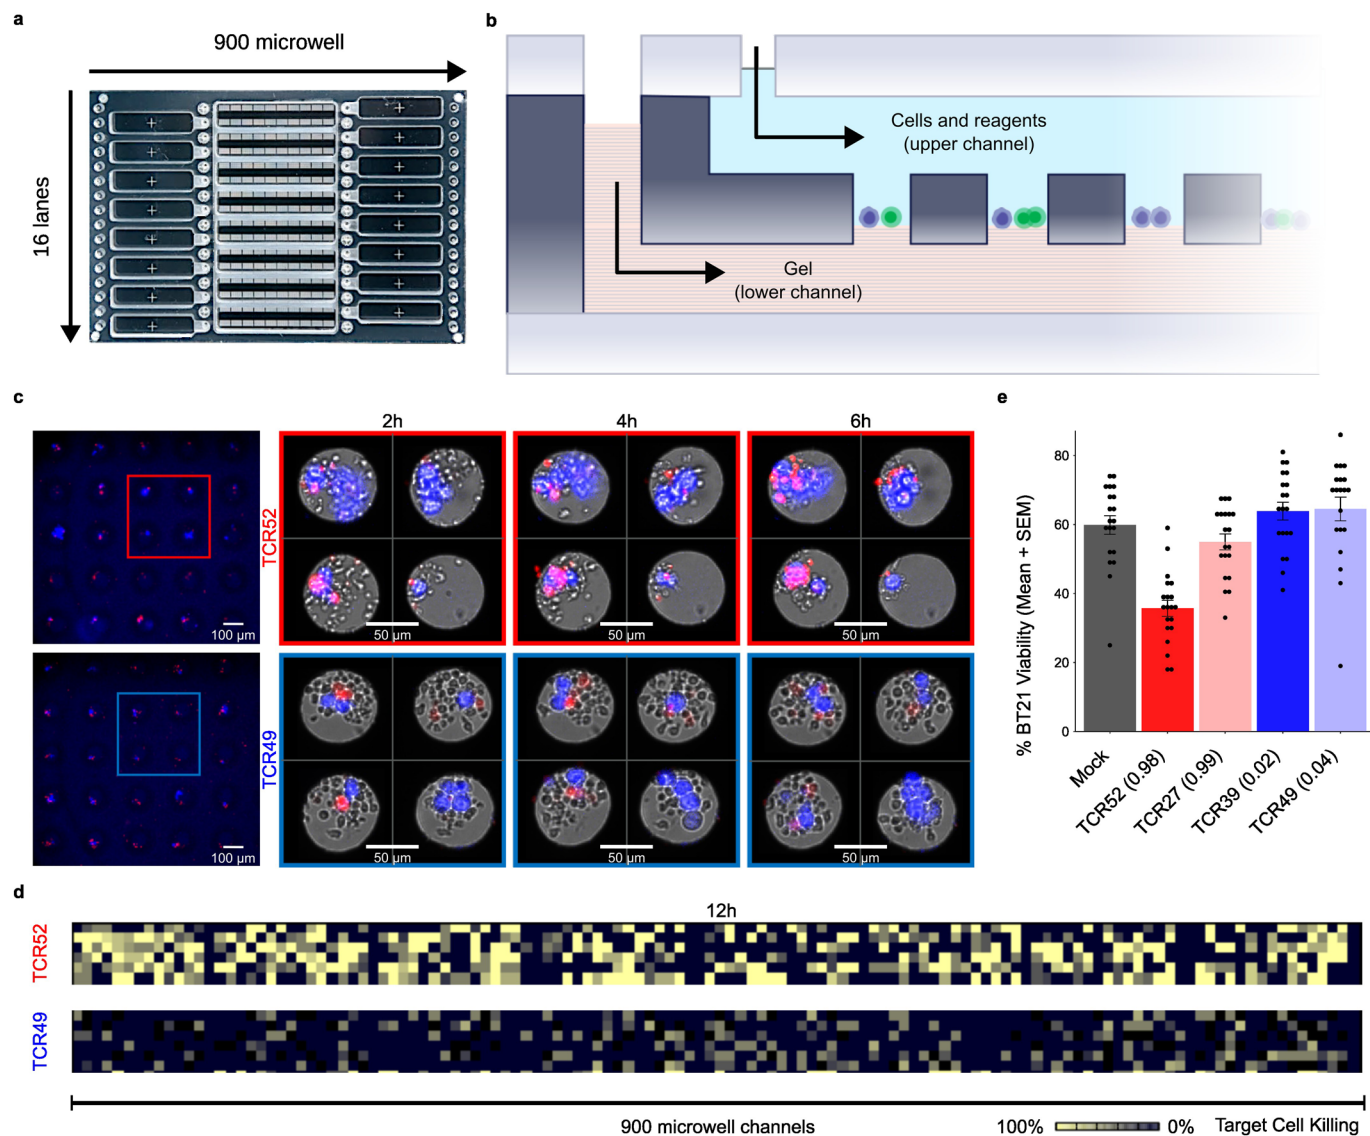 a
900 microwell
16 lanes
b
Cells and reagents
(upper channel)
Gel
(lower channel)
c
2h
4h
6h
TCR52
100 µm
50 µm
50 µm
50 µm
TCR49
100 µm
50 µm
50 µm
50 µm
e
% BT21 Viability (Mean + SEM)
80
60
40
20
0
Mock
TCR52 (0.98)
TCR27 (0.99)
TCR39 (0.02)
TCR49 (0.04)
d
12h
TCR52
TCR49
900 microwell channels
100%
0%
Target Cell Killing